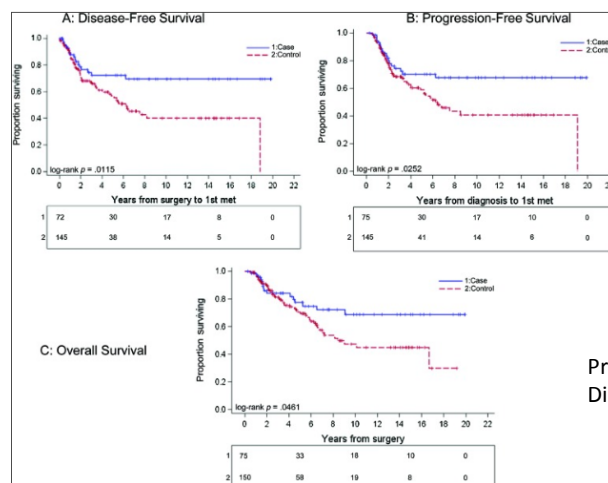 A: Disease-Free Survival
Proportion surviving
1.0
0.8
0.6
0.4
0.2
0.0
1:Case
2:Control
log-rank p = .0115
0 2 4 6 8 10 12 14 16 18 20 22
Years from surgery to 1st met
1 72 30 17 8 0
2 145 38 14 5 0
B: Progression-Free Survival
Proportion surviving
1.0
0.8
0.6
0.4
0.2
0.0
1:Case
2:Control
log-rank p = .0252
0 2 4 6 8 10 12 14 16 18 20 22
Years from diagnosis to 1st met
1 75 30 17 10 0
2 145 41 14 6 0
C: Overall Survival
Proportion surviving
1.0
0.8
0.6
0.4
0.2
0.0
1:Case
2:Control
log-rank p = .0461
0 2 4 6 8 10 12 14 16 18 20 22
Years from surgery
1 75 33 18 10 0
2 150 58 19 8 0
Pr
Di